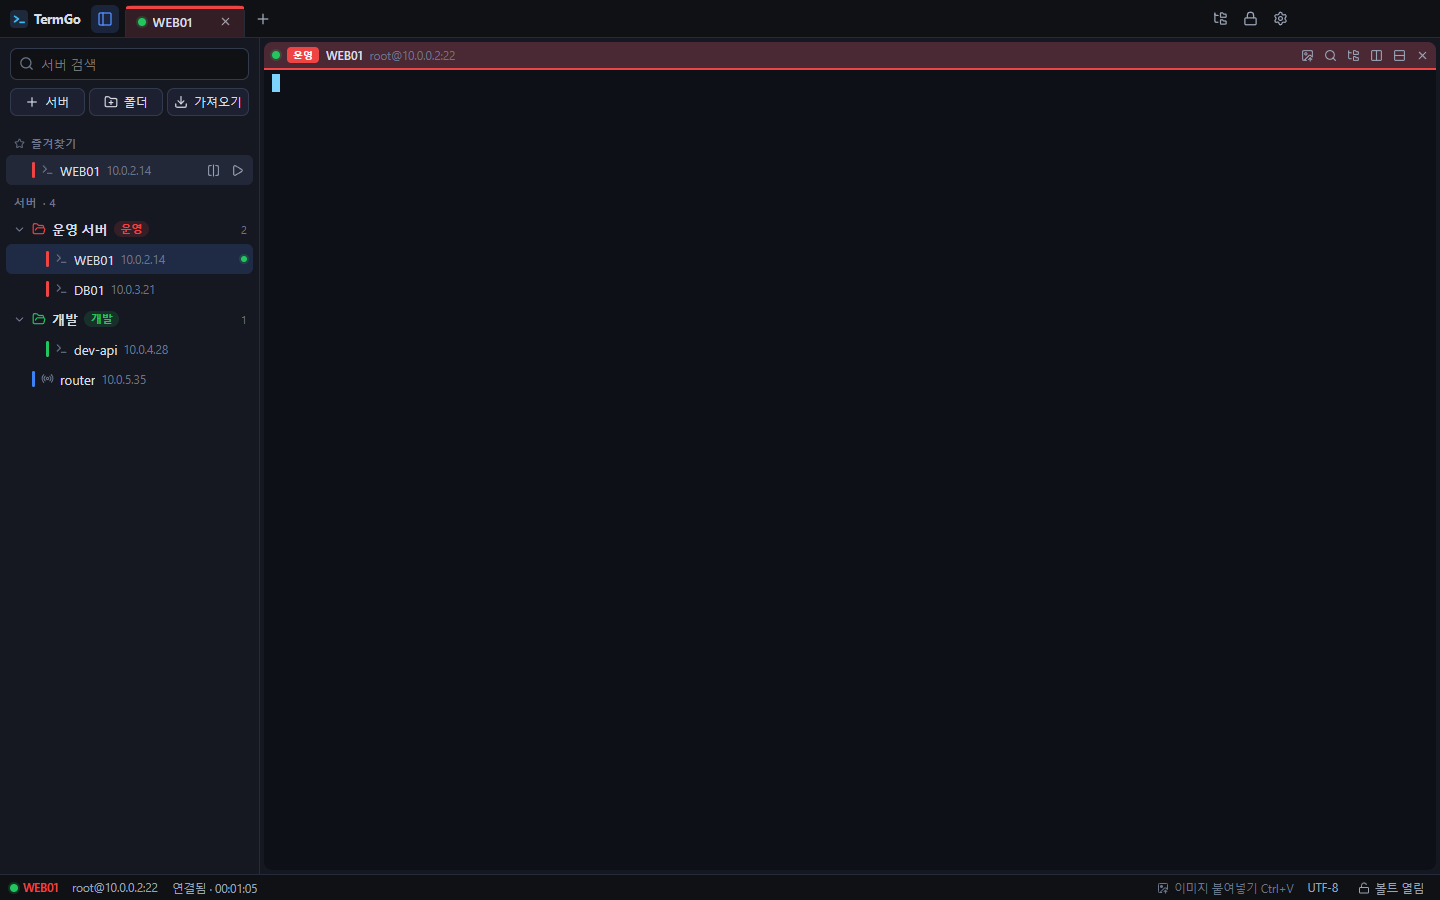 TermGo
WEB01
서버 검색
서버
폴더
가져오기
즐겨찾기
WEB01 10.0.2.14
서버 · 4
운영 서버 운영 2
WEB01 10.0.2.14
DB01 10.0.3.21
개발 개발 1
dev-api 10.0.4.28
router 10.0.5.35
운영 WEB01 root@10.0.0.2:22
WEB01 root@10.0.0.2:22 연결됨 · 00:01:05
이미지 붙여넣기 Ctrl+V UTF-8 볼트 열림